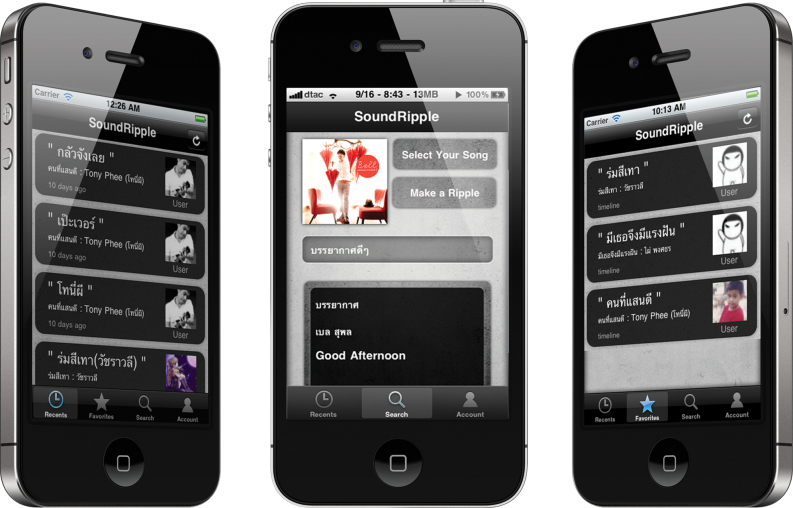 Carrier
12:26 AM
SoundRipple
" กลัวจังเลย "
คนที่แสนดี : Tony Phee (โทนี่ผี)
10 days ago
User
" เป๊ะเวอร์ "
คนที่แสนดี : Tony Phee (โทนี่ผี)
10 days ago
User
" โทนี่ผี "
คนที่แสนดี : Tony Phee (โทนี่ผี)
10 days ago
User
" ร่มสีเทา(วัชราวลี) "
ร่มสีเทา : วัชราวลี
Recents
Favorites
Search
Account
dtac
9/16 - 8:43 - 13MB
100%
SoundRipple
Select Your Song
Make a Ripple
บรรยากาศดีๆ
บรรยากาศ
เบล สุพล
Good Afternoon
Recents
Search
Account
Carrier
10:13 AM
SoundRipple
" ร่มสีเทา "
ร่มสีเทา : วัชราวลี
timeline
User
" มีเธอจึงมีแรงฝัน "
มีเธอจึงมีแรงฝัน : ไผ่ พงศธร
timeline
User
" คนที่แสนดี "
คนที่แสนดี : Tony Phee (โทนี่ผี)
timeline
User
Recents
Favorites
Search
Account